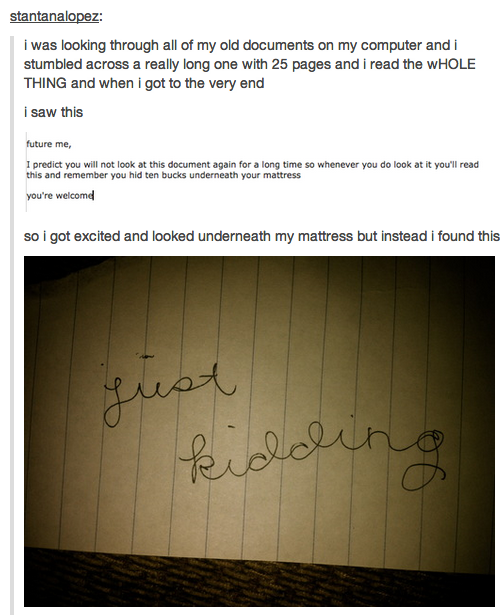 stantanalopez:
i was looking through all of my old documents on my computer and i
stumbled across a really long one with 25 pages and i read the wHOLE
THING and when i got to the very end
i saw this
future me,
I predict you will not look at this document again for a long time so whenever you do look at it you'll read
this and remember you hid ten bucks underneath your mattress
you're welcome
so i got excited and looked underneath my mattress but instead i found this
just
kidding